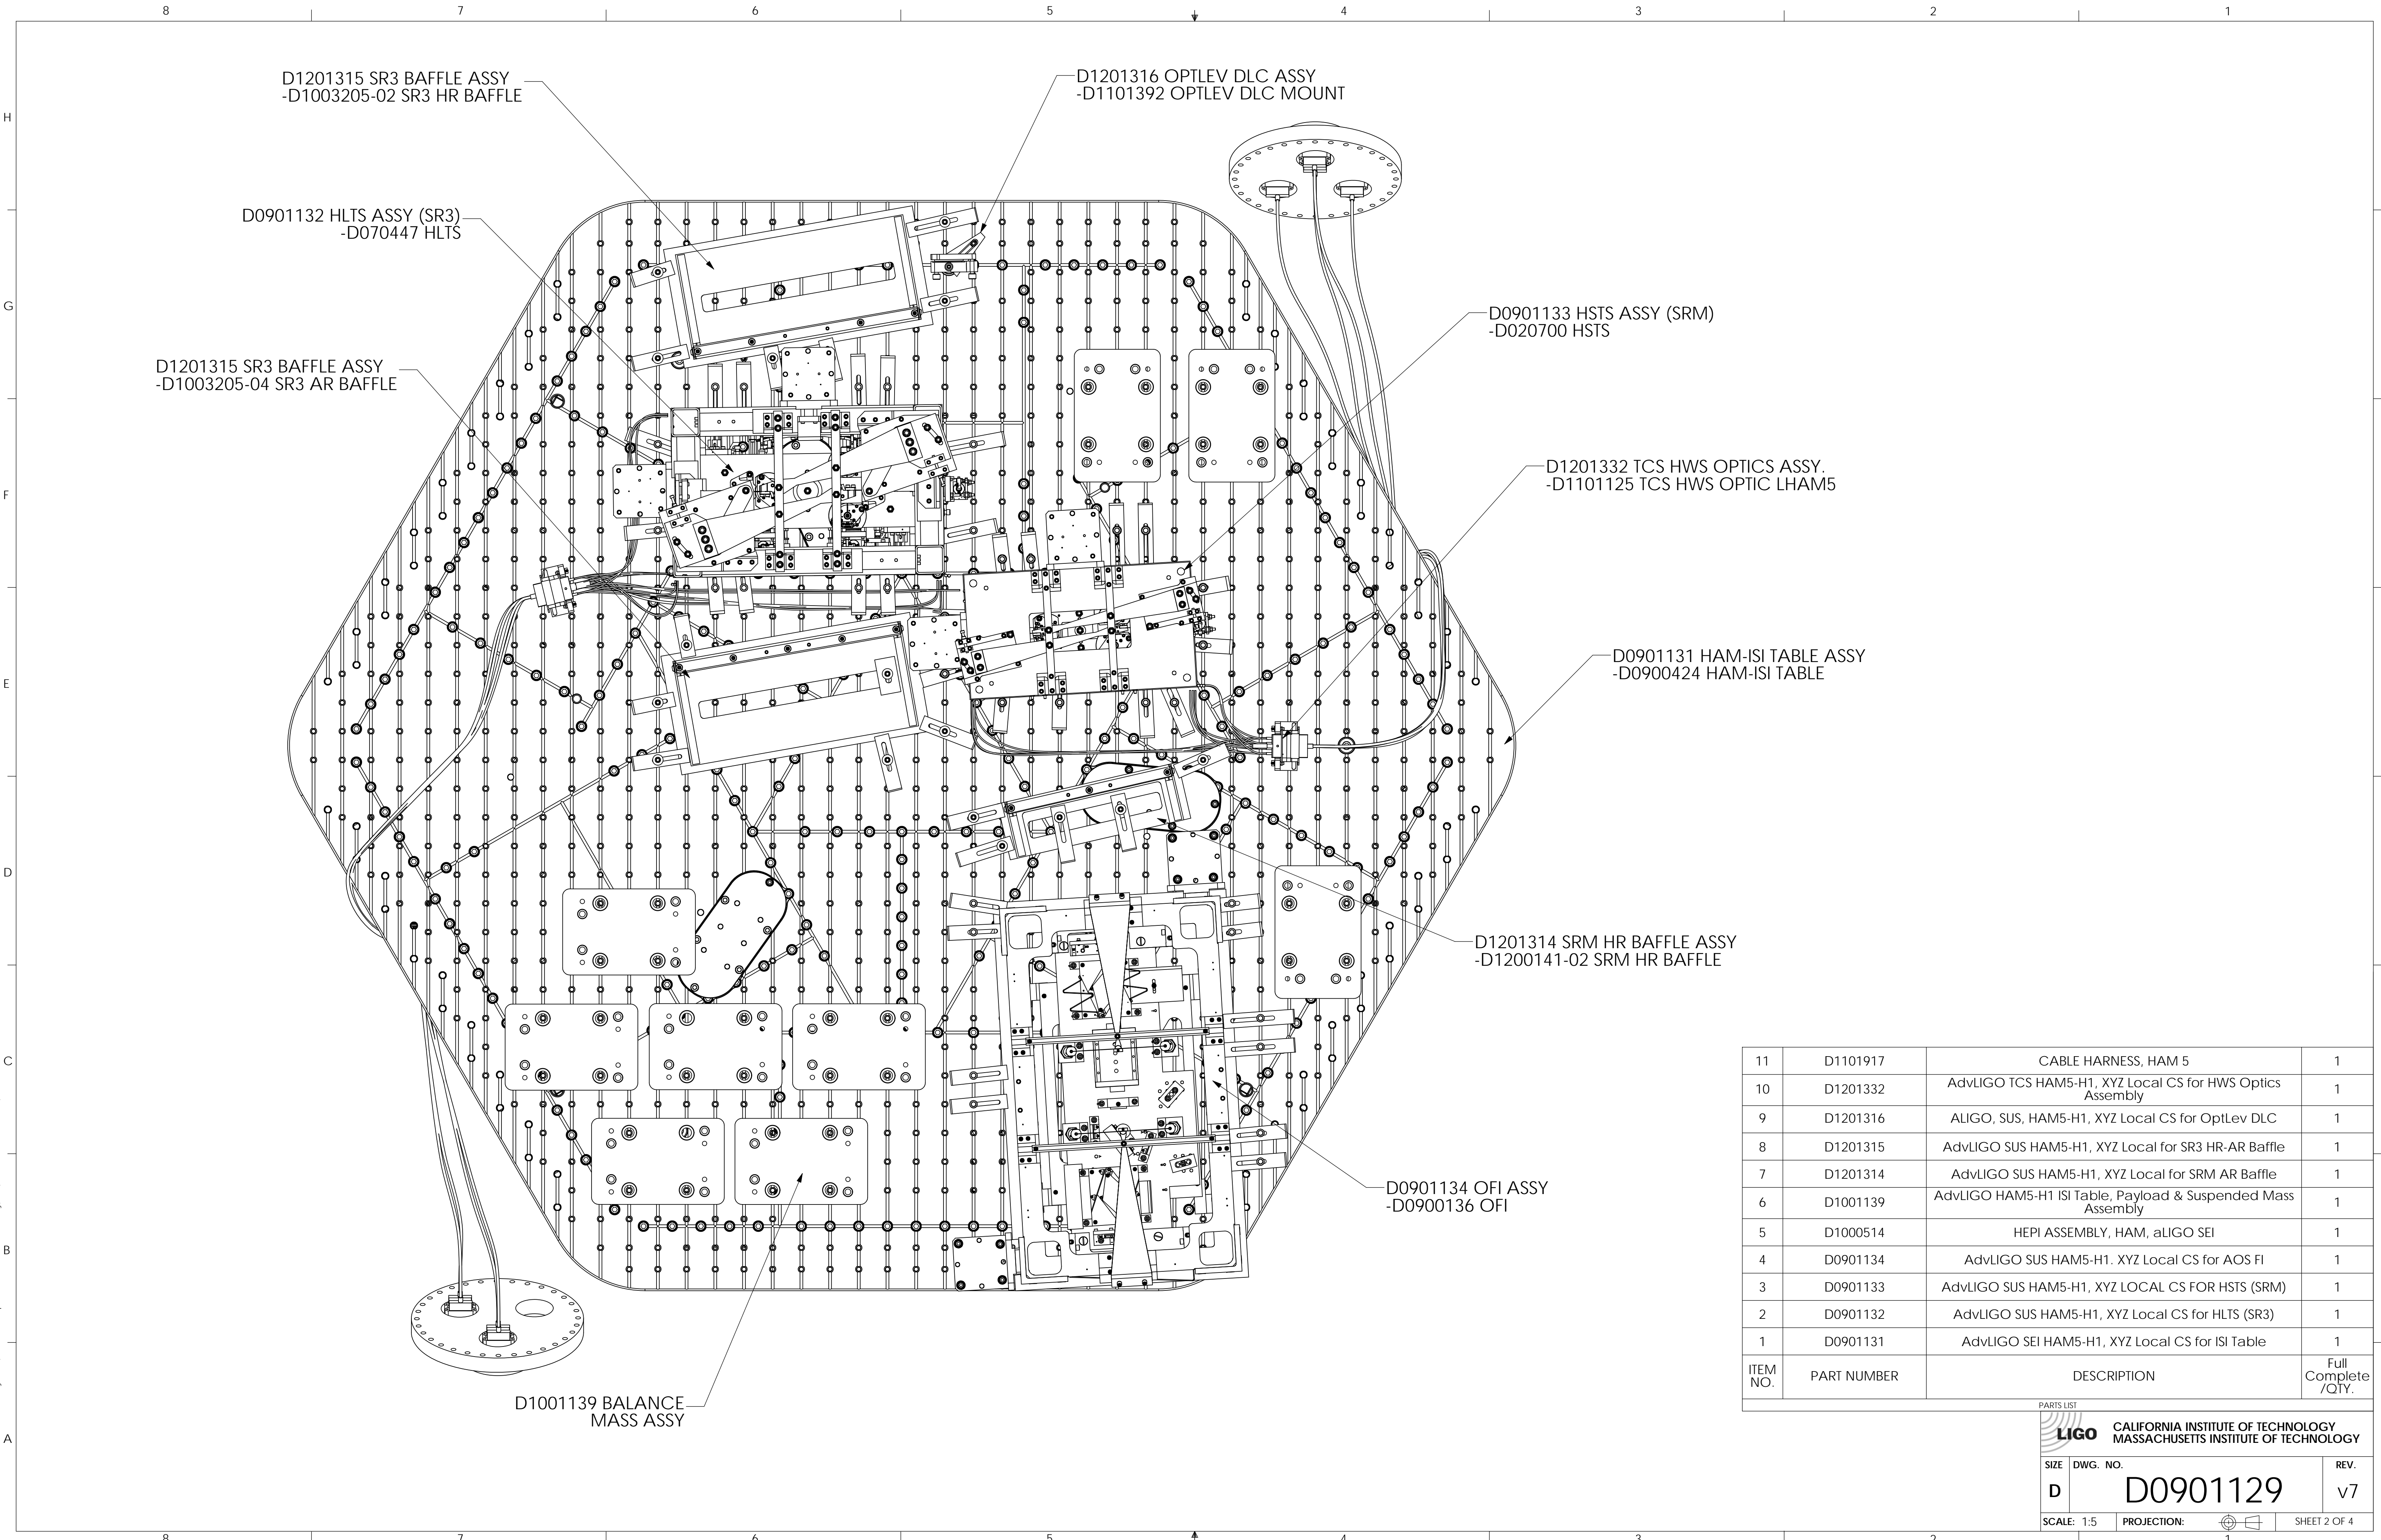 8 7 6 5 4 3 2 1
H
G
F
E
D
C
B
A
D1201315 SR3 BAFFLE ASSY
-D1003205-02 SR3 HR BAFFLE
D1201316 OPTLEV DLC ASSY
-D1101392 OPTLEV DLC MOUNT
D0901132 HLTS ASSY (SR3)
-D070447 HLTS
D0901133 HSTS ASSY (SRM)
-D020700 HSTS
D1201315 SR3 BAFFLE ASSY
-D1003205-04 SR3 AR BAFFLE
D1201332 TCS HWS OPTICS ASSY.
-D1101125 TCS HWS OPTIC LHAM5
D0901131 HAM-ISI TABLE ASSY
-D0900424 HAM-ISI TABLE
D1201314 SRM HR BAFFLE ASSY
-D1200141-02 SRM HR BAFFLE
D0901134 OFI ASSY
-D0900136 OFI
D1001139 BALANCE
MASS ASSY
11 D1101917 CABLE HARNESS, HAM 5 1
10 D1201332 AdvLIGO TCS HAM5-H1, XYZ Local CS for HWS Optics
Assembly 1
9 D1201316 ALIGO, SUS, HAM5-H1, XYZ Local CS for OptLev DLC 1
8 D1201315 AdvLIGO SUS HAM5-H1, XYZ Local for SR3 HR-AR Baffle 1
7 D1201314 AdvLIGO SUS HAM5-H1, XYZ Local for SRM AR Baffle 1
6 D1001139 AdvLIGO HAM5-H1 ISI Table, Payload & Suspended Mass
Assembly 1
5 D1000514 HEPI ASSEMBLY, HAM, aLIGO SEI 1
4 D0901134 AdvLIGO SUS HAM5-H1. XYZ Local CS for AOS FI 1
3 D0901133 AdvLIGO SUS HAM5-H1, XYZ LOCAL CS FOR HSTS (SRM) 1
2 D0901132 AdvLIGO SUS HAM5-H1, XYZ Local CS for HLTS (SR3) 1
1 D0901131 AdvLIGO SEI HAM5-H1, XYZ Local CS for ISI Table 1
ITEM
NO. PART NUMBER DESCRIPTION Full
Complete
/QTY.
PARTS LIST
LIGO
CALIFORNIA INSTITUTE OF TECHNOLOGY
MASSACHUSETTS INSTITUTE OF TECHNOLOGY
SIZE DWG. NO. REV.
D D0901129 v7
SCALE: 1:5 PROJECTION: SHEET 2 OF 4
8 7 6 5 4 3 2 1